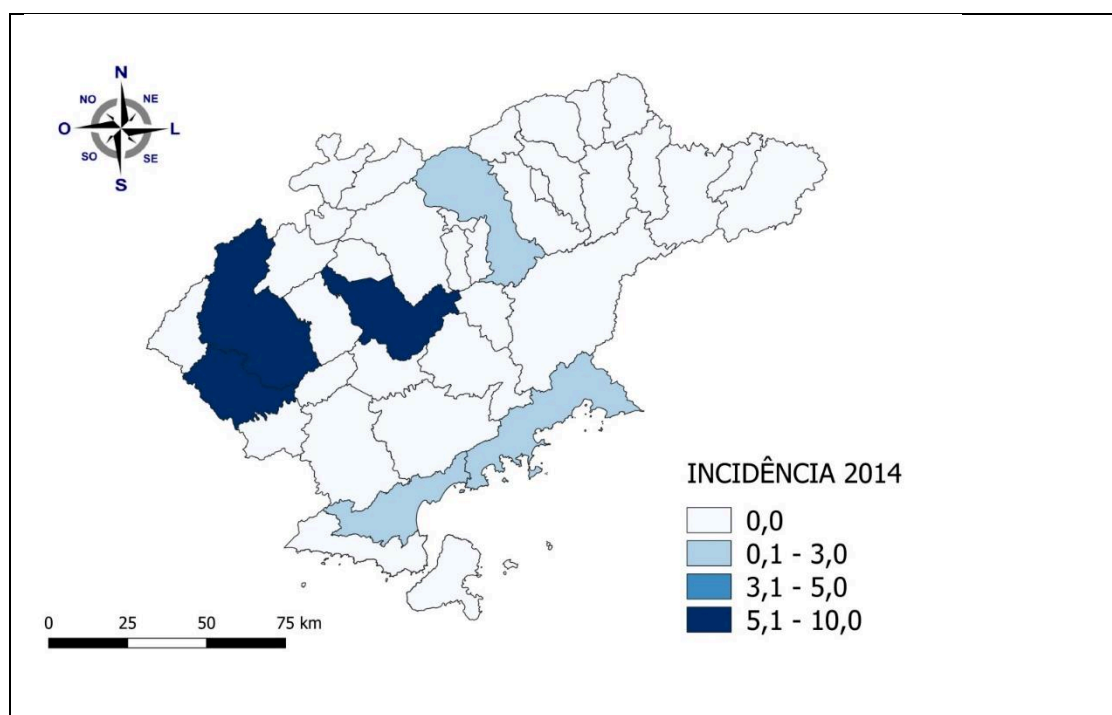 N
NO NE
O L
SO SE
S
INCIDÊNCIA 2014
0,0
0,1 - 3,0
3,1 - 5,0
5,1 - 10,0
0 25 50 75 km